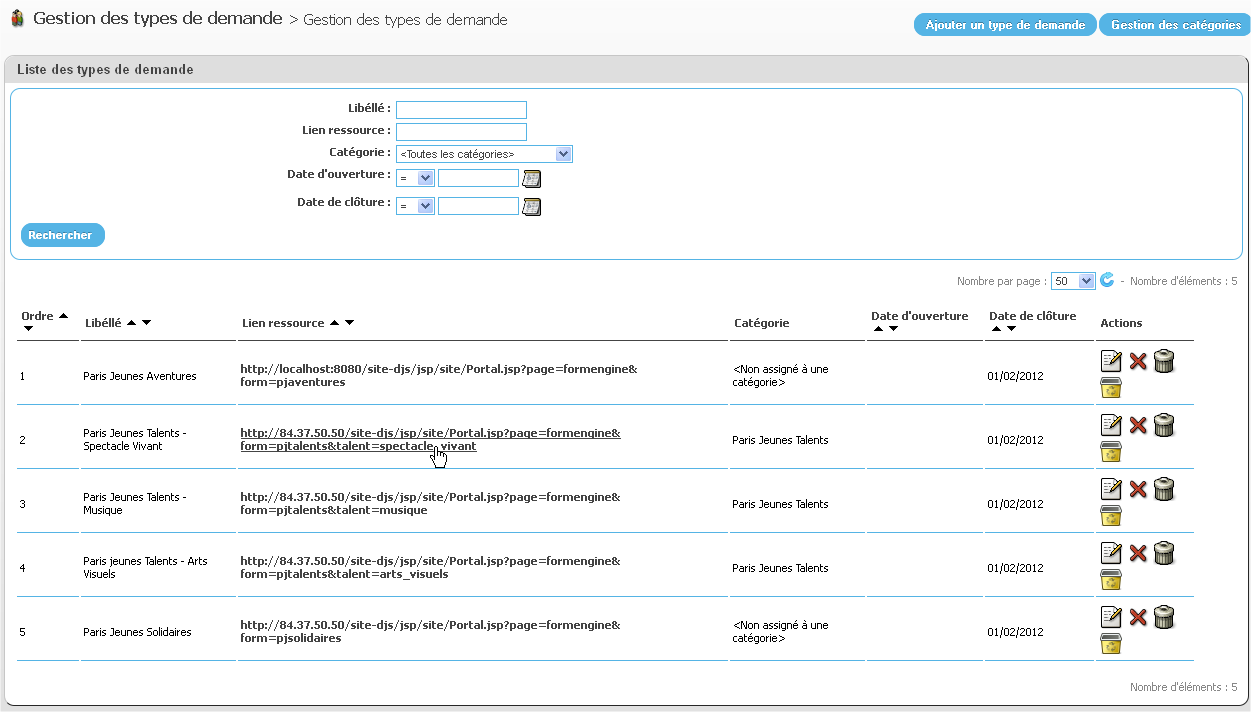 Gestion des types de demande > Gestion des types de demande
Ajouter un type de demande
Gestion des catégories
Liste des types de demande
Libéllé :
Lien ressource :
Catégorie : <Toutes les catégories>
Date d'ouverture : =
Date de clôture : =
Rechercher
Nombre par page : 50 - Nombre d'éléments : 5
Ordre Libéllé Lien ressource Catégorie Date d'ouverture Date de clôture Actions
1 Paris Jeunes Aventures http://localhost:8080/site-djs/jsp/site/Portal.jsp?page=formengine&
form=pjaventures <Non assigné à une
catégorie> 01/02/2012
2 Paris Jeunes Talents -
Spectacle Vivant http://84.37.50.50/site-djs/jsp/site/Portal.jsp?page=formengine&
form=pjtalents&talent=spectacle_vivant Paris Jeunes Talents 01/02/2012
3 Paris Jeunes Talents -
Musique http://84.37.50.50/site-djs/jsp/site/Portal.jsp?page=formengine&
form=pjtalents&talent=musique Paris Jeunes Talents 01/02/2012
4 Paris jeunes Talents - Arts
Visuels http://84.37.50.50/site-djs/jsp/site/Portal.jsp?page=formengine&
form=pjtalents&talent=arts_visuels Paris Jeunes Talents 01/02/2012
5 Paris Jeunes Solidaires http://84.37.50.50/site-djs/jsp/site/Portal.jsp?page=formengine&
form=pjsolidaires <Non assigné à une
catégorie> 01/02/2012
Nombre d'éléments : 5